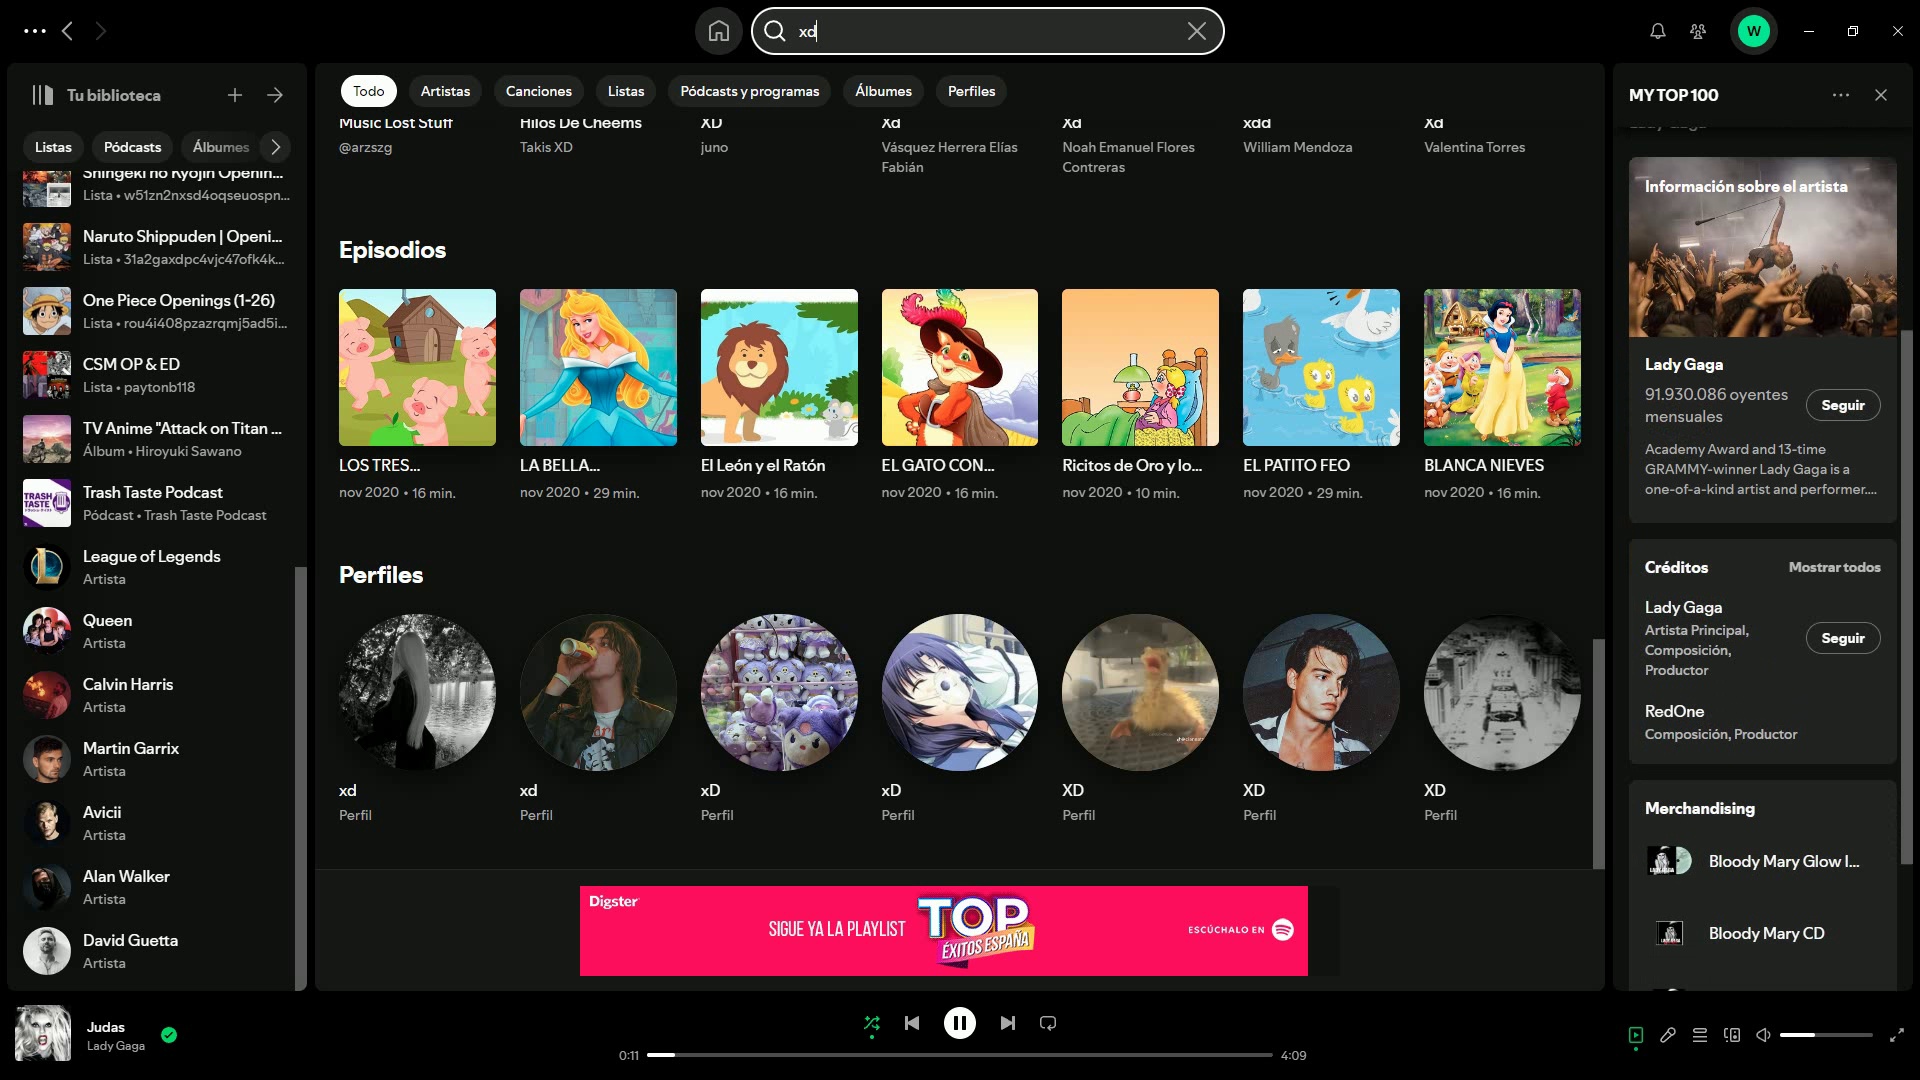 xd
W
Tu biblioteca
Listas
Pódcasts
Álbumes
Shingeki no Kyojin Openin...
Lista • w51zn2nxsd4oqseuospn...
Naruto Shippuden | Openi...
Lista • 31a2gaxdpc4vjc47ofk4k...
One Piece Openings (1-26)
Lista • rou4i408pzazrqmj5ad5i...
CSM OP & ED
Lista • paytonb118
TV Anime "Attack on Titan ...
Álbum • Hiroyuki Sawano
TRASH TASTE
Trash Taste Podcast
Pódcast • Trash Taste Podcast
League of Legends
Artista
Queen
Artista
Calvin Harris
Artista
Martin Garrix
Artista
Avicii
Artista
Alan Walker
Artista
David Guetta
Artista
Todo
Artistas
Canciones
Listas
Pódcasts y programas
Álbumes
Perfiles
Music Lost Stuff
@arzszg
Hilos De Cheems
Takis XD
XD
juno
Xd
Vásquez Herrera Elías
Fabián
Xd
Noah Emanuel Flores
Contreras
xdd
William Mendoza
Xd
Valentina Torres
Episodios
LOS TRES...
nov 2020 • 16 min.
LA BELLA...
nov 2020 • 29 min.
El León y el Ratón
nov 2020 • 16 min.
EL GATO CON...
nov 2020 • 16 min.
Ricitos de Oro y lo...
nov 2020 • 10 min.
EL PATITO FEO
nov 2020 • 29 min.
BLANCA NIEVES
nov 2020 • 16 min.
Perfiles
xd
Perfil
xd
Perfil
xD
Perfil
xD
Perfil
XD
Perfil
XD
Perfil
XD
Perfil
Digster
SIGUE YA LA PLAYLIST
TOP
ÉXITOS ESPAÑA
ESCÚCHALO EN
MY TOP 100
Lady Gaga
Información sobre el artista
Lady Gaga
91.930.086 oyentes
mensuales
Seguir
Academy Award and 13-time
GRAMMY-winner Lady Gaga is a
one-of-a-kind artist and performer....
Créditos
Mostrar todos
Lady Gaga
Artista Principal,
Composición,
Productor
Seguir
RedOne
Composición, Productor
Merchandising
Bloody Mary Glow I...
Bloody Mary CD
Judas
Lady Gaga
0:11
4:09